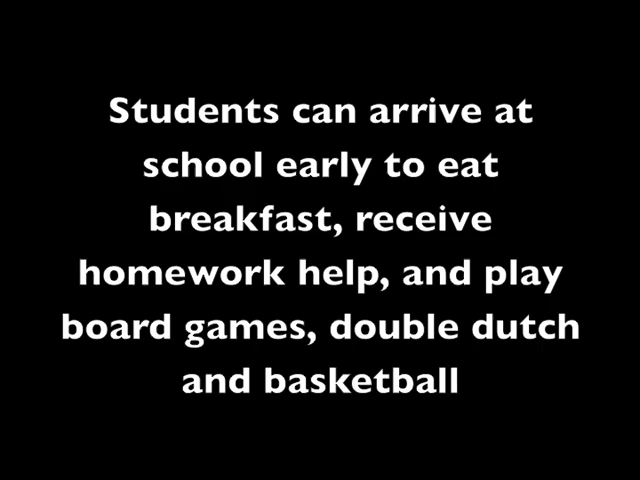 Students can arrive at
school early to eat
breakfast, receive
homework help, and play
board games, double dutch
and basketball